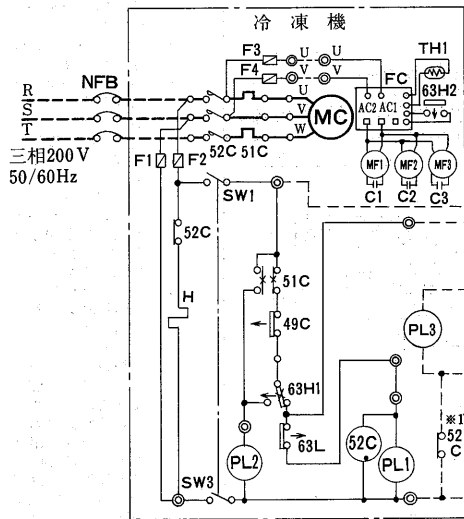 冷凍機
F3 U U
F4 V V
TH1
FC
63H2
NFB
AC2 AC1
R
S
T
U
V
W
MC
三相200V
50/60Hz
F1 F2
52C 51C
MF1 MF2 MF3
C1 C2 C3
SW1
52C
51C
H
49C
PL3
63H1
63L
※1
52
C
PL2
52C
PL1
SW3